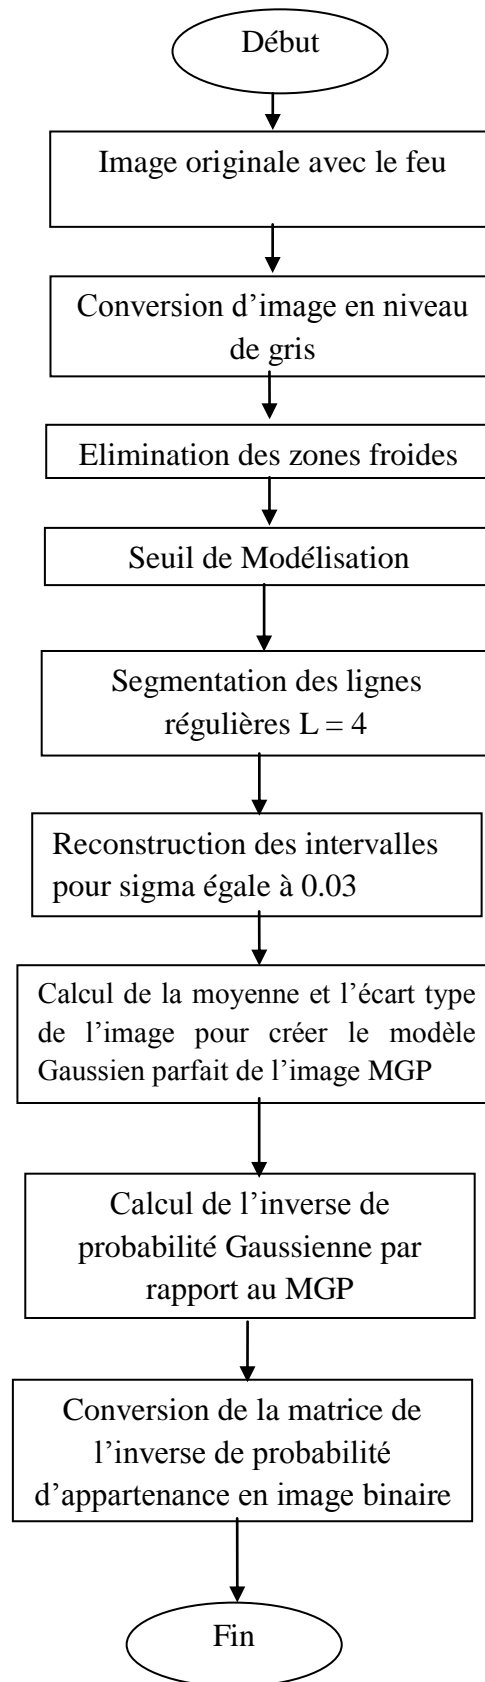 Début
Image originale avec le feu
Conversion d’image en niveau
de gris
Elimination des zones froides
Seuil de Modélisation
Segmentation des lignes
régulières L = 4
Reconstruction des intervalles
pour sigma égale à 0.03
Calcul de la moyenne et l’écart type
de l’image pour créer le modèle
Gaussien parfait de l’image MGP
Calcul de l’inverse de
probabilité Gaussienne par
rapport au MGP
Conversion de la matrice de
l’inverse de probabilité
d’appartenance en image binaire
Fin